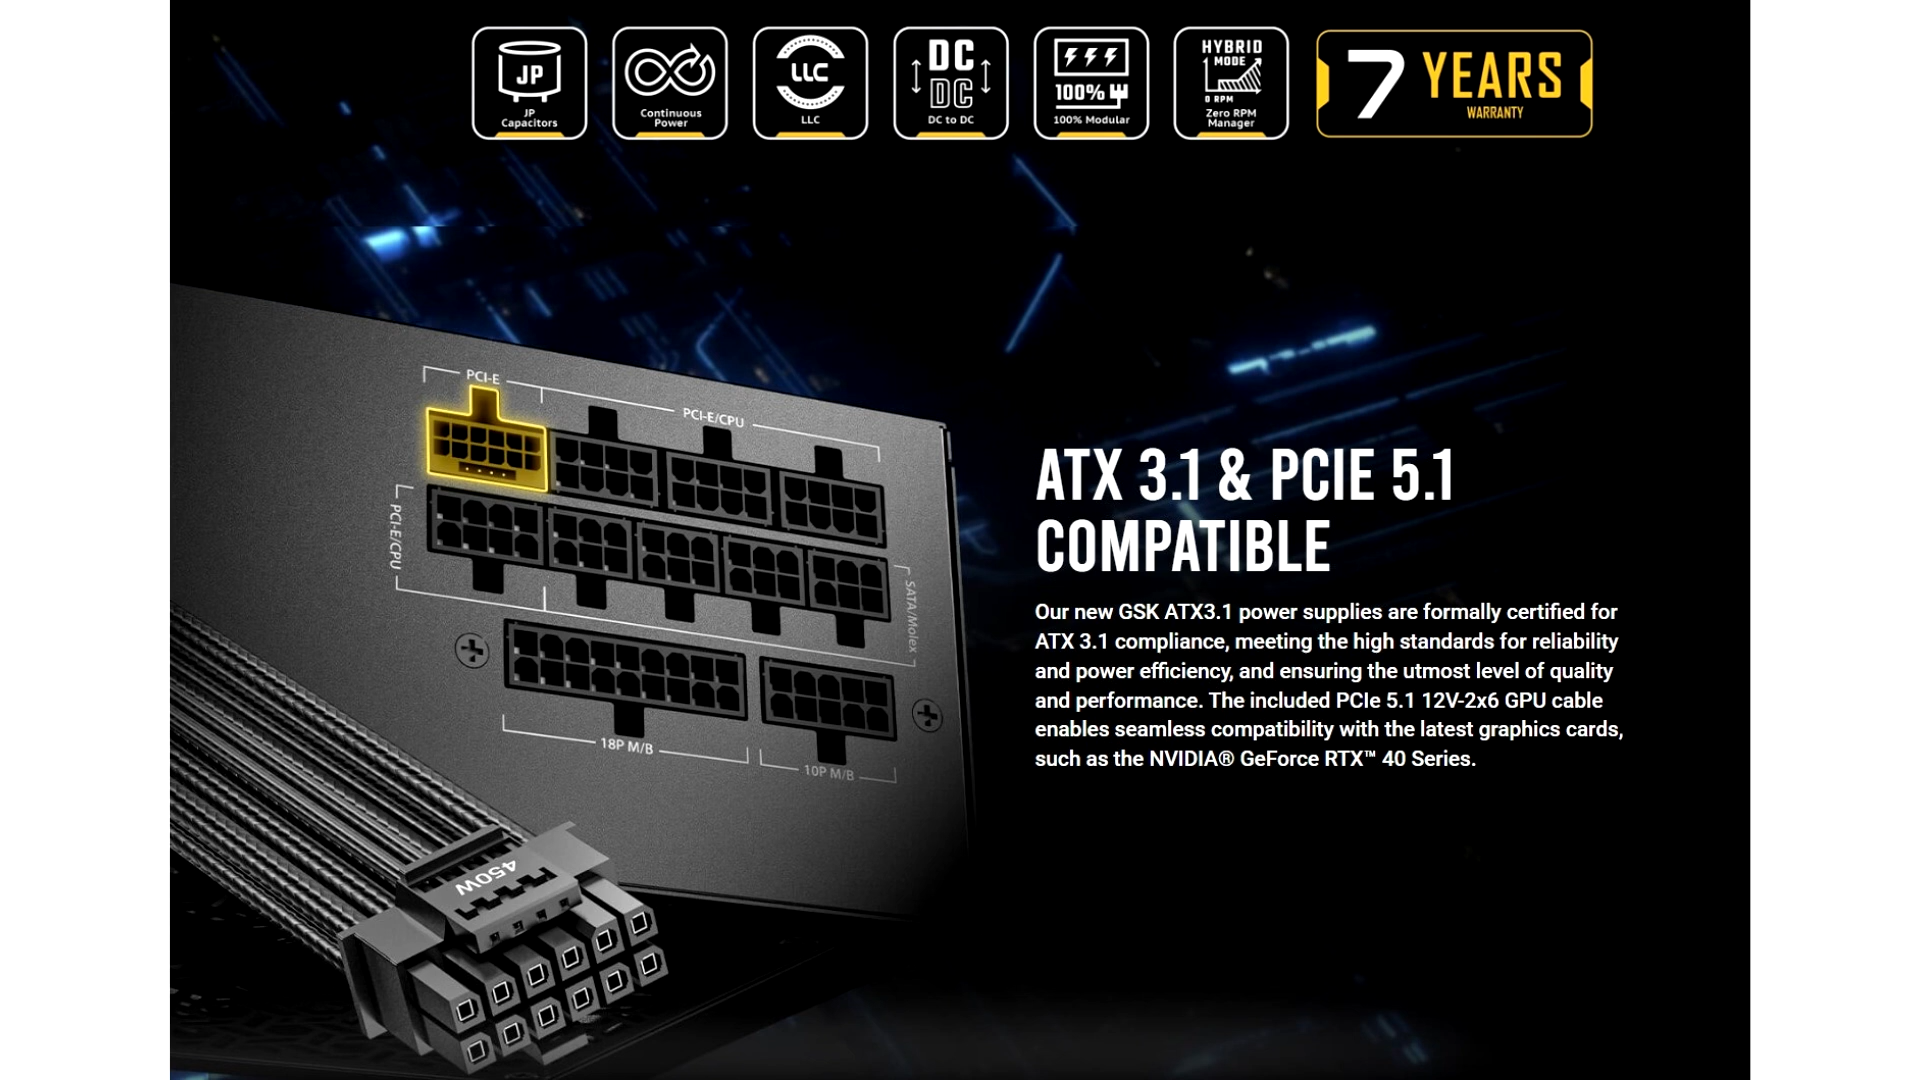 JP
JP
Capacitors
Continuous
Power
LLC
LLC
DC
DC
DC to DC
100%
100% Modular
HYBRID
MODE
0 RPM
Zero RPM
Manager
7 YEARS
WARRANTY
PCI-E
PCI-E/CPU
PCI-E/CPU
SATA/Molex
18P M/B
10P M/B
450W
ATX 3.1 & PCIE 5.1
COMPATIBLE
Our new GSK ATX3.1 power supplies are formally certified for
ATX 3.1 compliance, meeting the high standards for reliability
and power efficiency, and ensuring the utmost level of quality
and performance. The included PCIe 5.1 12V-2x6 GPU cable
enables seamless compatibility with the latest graphics cards,
such as the NVIDIA® GeForce RTX™ 40 Series.